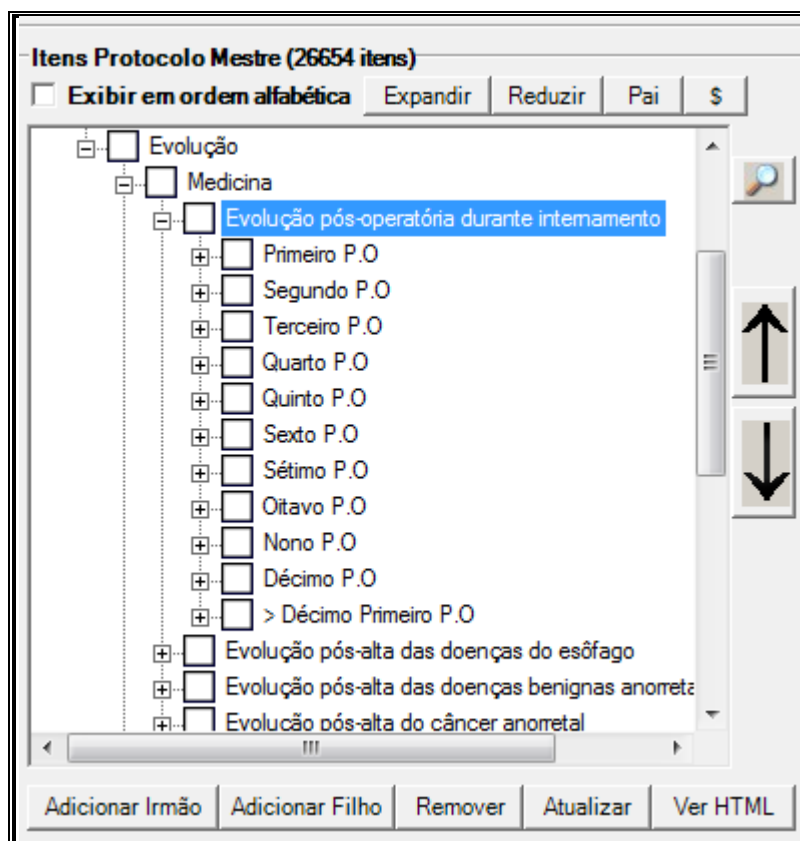 Itens Protocolo Mestre (26654 itens)
Exibir em ordem alfabética Expandir Reduzir Pai $
Evolução
Medicina
Evolução pós-operatória durante internamento
Primeiro P.O
Segundo P.O
Terceiro P.O
Quarto P.O
Quinto P.O
Sexto P.O
Sétimo P.O
Oitavo P.O
Nono P.O
Décimo P.O
> Décimo Primeiro P.O
Evolução pós-alta das doenças do esôfago
Evolução pós-alta das doenças benignas anorreta
Evolução pós-alta do câncer anorretal
Adicionar Irmão Adicionar Filho Remover Atualizar Ver HTML